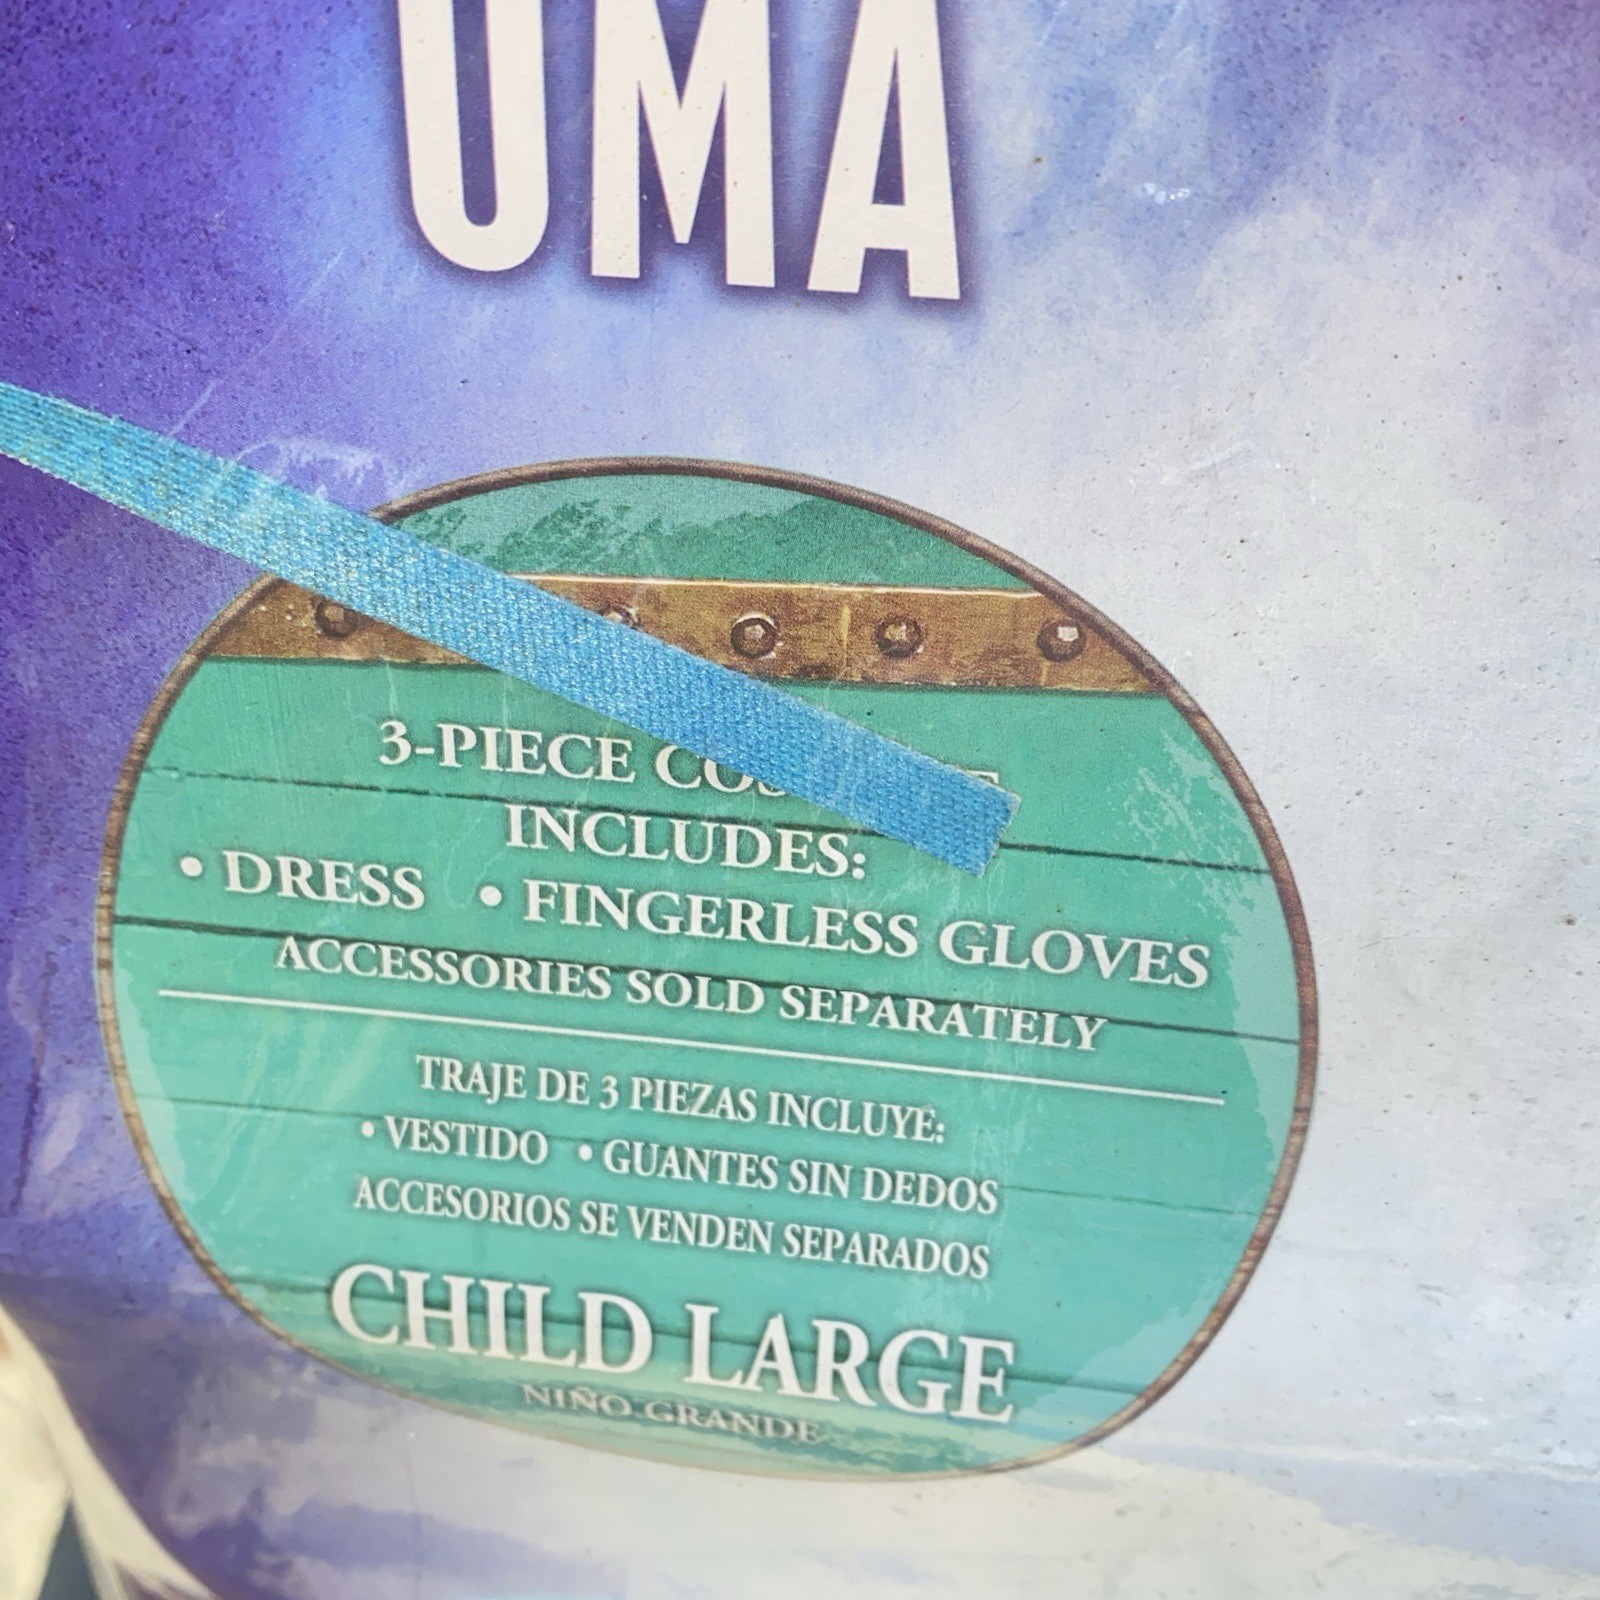 UMA
3-PIECE
INCLUDES:
• DRESS • FINGERLESS GLOVES
ACCESSORIES SOLD SEPARATELY
TRAJE DE 3 PIEZAS INCLUYE:
• VESTIDO • GUANTES SIN DEDOS
ACCESORIOS SE VENDEN SEPARADOS
CHILD LARGE
NIÑO GRANDE